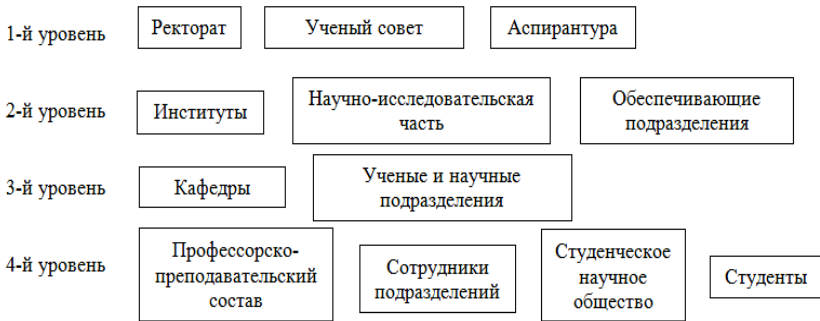 1-й уровень
Ректорат
Ученый совет
Аспирантура
2-й уровень
Институты
Научно-исследовательская
часть
Обеспечивающие
подразделения
3-й уровень
Кафедры
Ученые и научные
подразделения
4-й уровень
Профессорско-
преподавательский
состав
Сотрудники
подразделений
Студенческое
научное
общество
Студенты